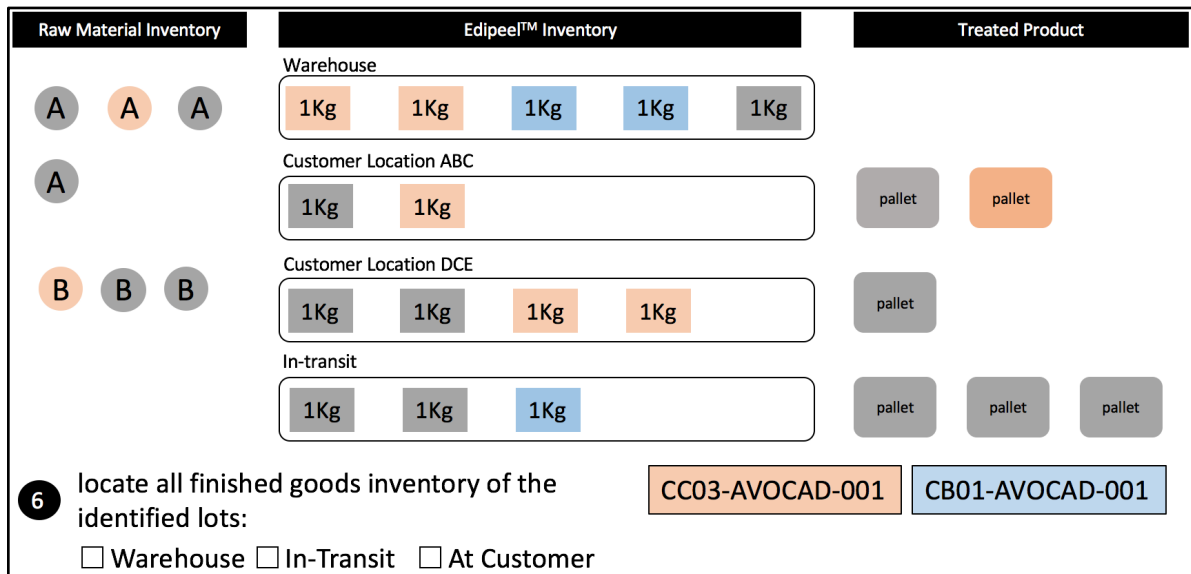 Raw Material Inventory
Edipeel™ Inventory
Treated Product
Warehouse
A A A
1Kg 1Kg 1Kg 1Kg 1Kg
Customer Location ABC
A
1Kg 1Kg
pallet pallet
Customer Location DCE
B B B
1Kg 1Kg 1Kg 1Kg
pallet
In-transit
1Kg 1Kg 1Kg
pallet pallet pallet
6
locate all finished goods inventory of the
identified lots:
CC03-AVOCAD-001 CB01-AVOCAD-001
☐ Warehouse ☐ In-Transit ☐ At Customer